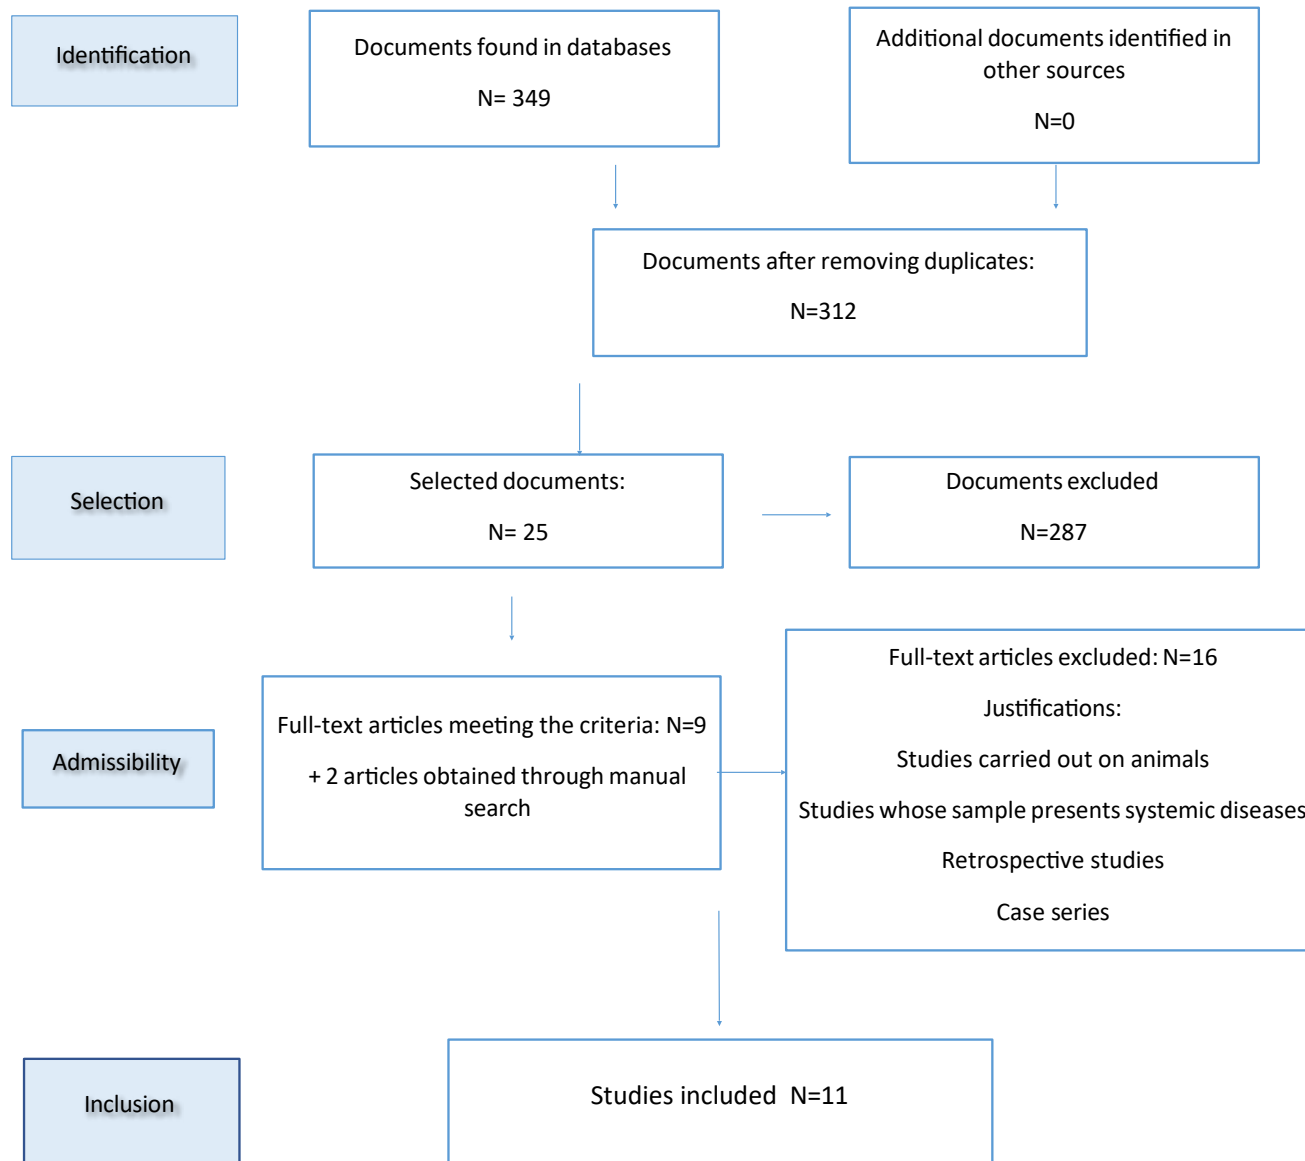 Identification
Documents found in databases
N= 349
Additional documents identified in
other sources
N=0
Documents after removing duplicates:
N=312
Selection
Selected documents:
N= 25
Documents excluded
N=287
Admissibility
Full-text articles meeting the criteria: N=9
+ 2 articles obtained through manual
search
Full-text articles excluded: N=16
Justifications:
Studies carried out on animals
Studies whose sample presents systemic diseases
Retrospective studies
Case series
Inclusion
Studies included N=11